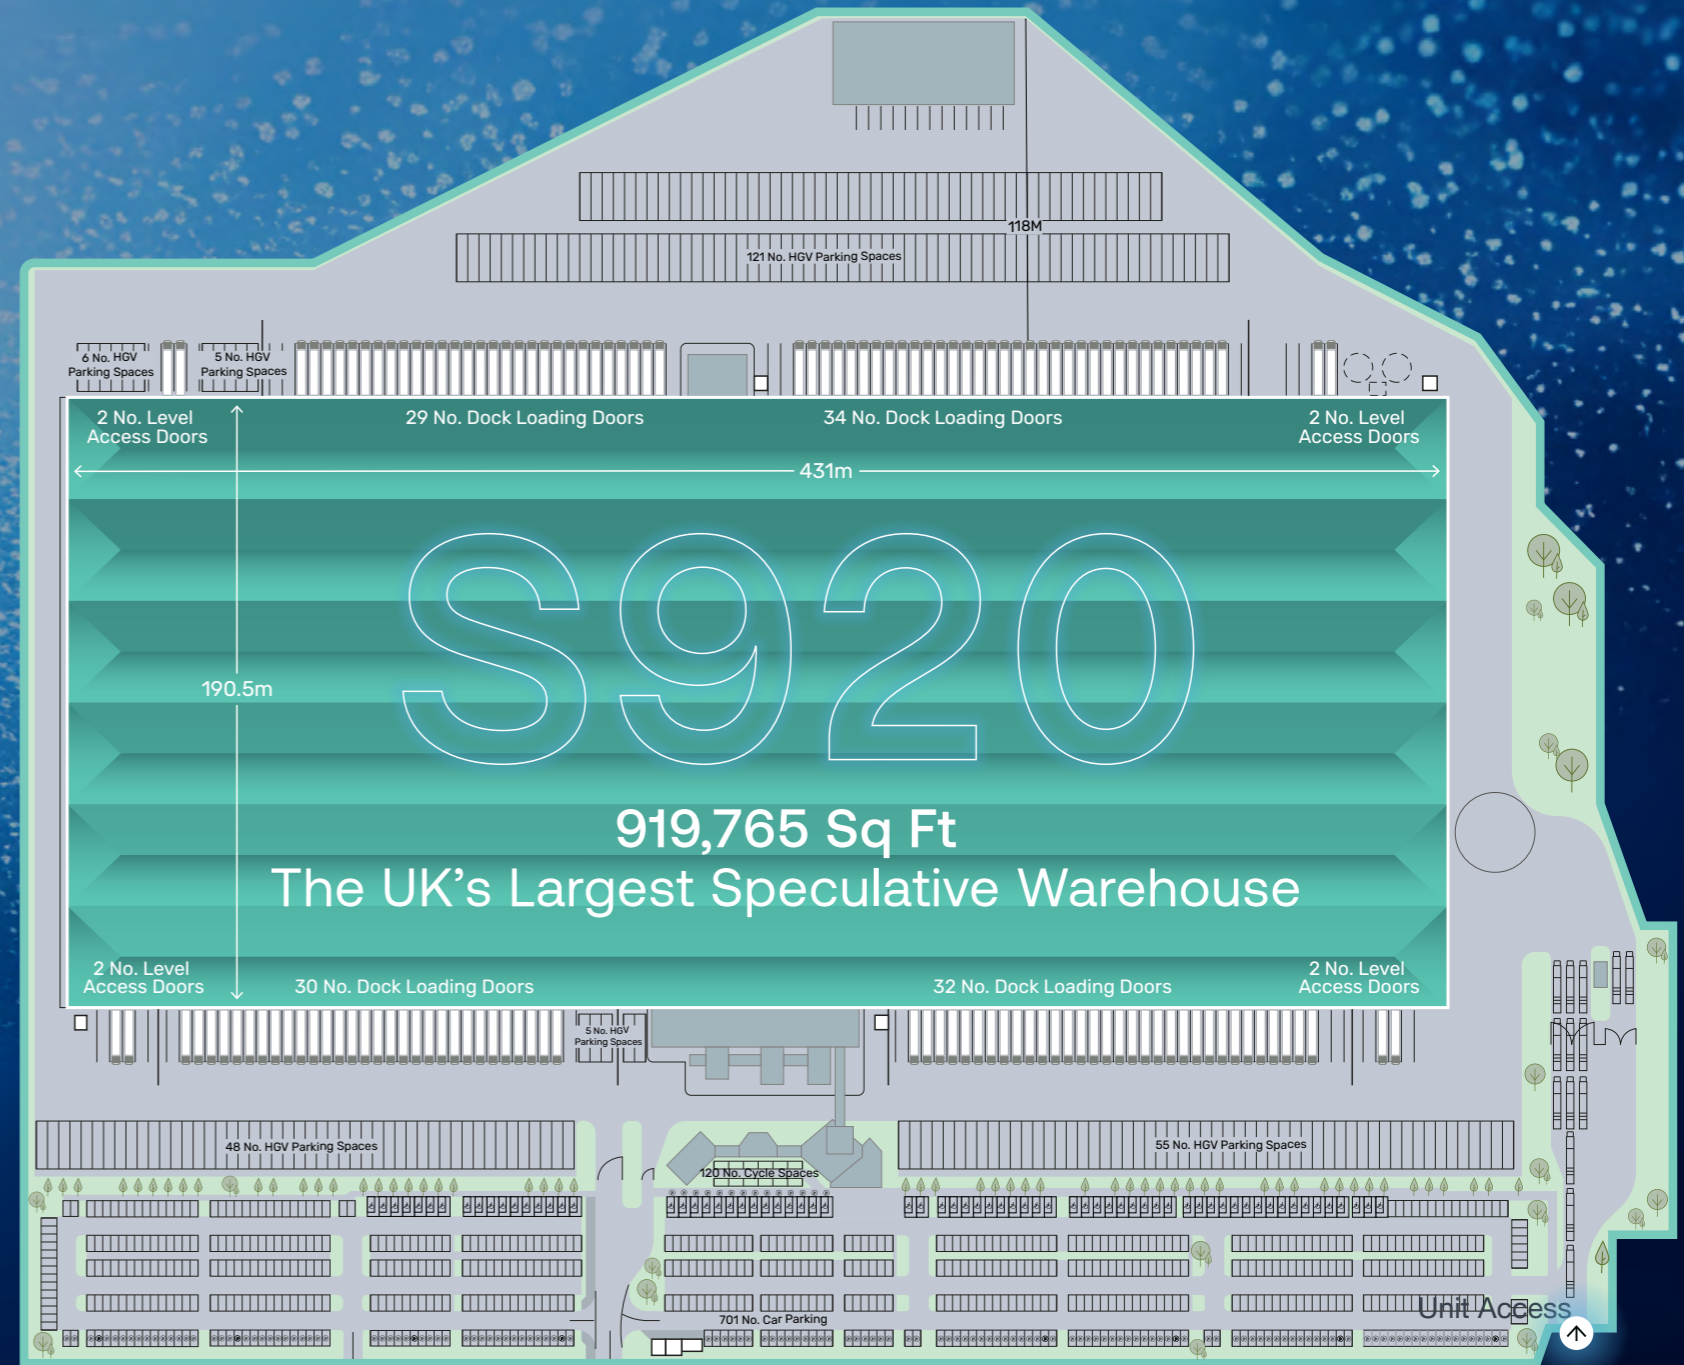 118M
121 No. HGV Parking Spaces
6 No. HGV
Parking Spaces
5 No. HGV
Parking Spaces
2 No. Level
Access Doors
29 No. Dock Loading Doors
34 No. Dock Loading Doors
2 No. Level
Access Doors
431m
S920
190.5m
919,765 Sq Ft
The UK's Largest Speculative Warehouse
2 No. Level
Access Doors
30 No. Dock Loading Doors
32 No. Dock Loading Doors
2 No. Level
Access Doors
5 No. HGV
Parking Spaces
48 No. HGV Parking Spaces
55 No. HGV Parking Spaces
120 No. Cycle Spaces
701 No. Car Parking
Unit Access